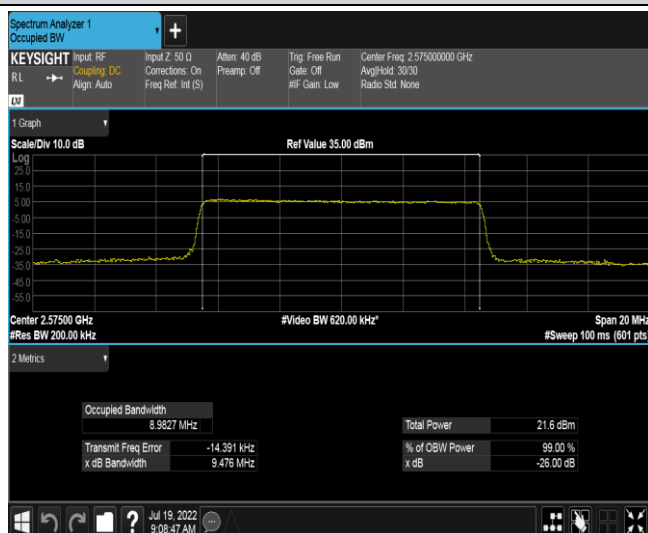 Spectrum Analyzer 1
Occupied BW
+
KEYSIGHT
R L
Input: RF
Coupling: DC
Align: Auto
Input Z: 50 Ω
Corrections: On
Freq Ref: Int (S)
Atten: 40 dB
Preamp: Off
Trig: Free Run
Gate: Off
#IF Gain: Low
Center Freq: 2.575000000 GHz
Avg|Hold: 30/30
Radio Std: None
LXI
1 Graph
Scale/Div 10.0 dB
Ref Value 35.00 dBm
Log
25.0
15.0
5.00
-5.00
-15.0
-25.0
-35.0
-45.0
-55.0
Center 2.57500 GHz
#Video BW 620.00 kHz*
Span 20 MHz
#Res BW 200.00 kHz
#Sweep 100 ms (601 pts)
2 Metrics
Occupied Bandwidth
8.9827 MHz
Total Power 21.6 dBm
Transmit Freq Error -14.391 kHz
% of OBW Power 99.00 %
x dB Bandwidth 9.476 MHz
x dB -26.00 dB
?
Jul 19, 2022
9:08:47 AM